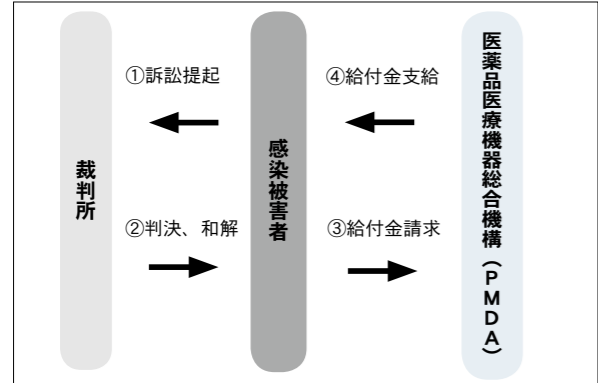 ①訴訟提起
④給付金支給
裁判所
感染被害者
医薬品医療機器総合機構（PMDA）
②判決、和解
③給付金請求